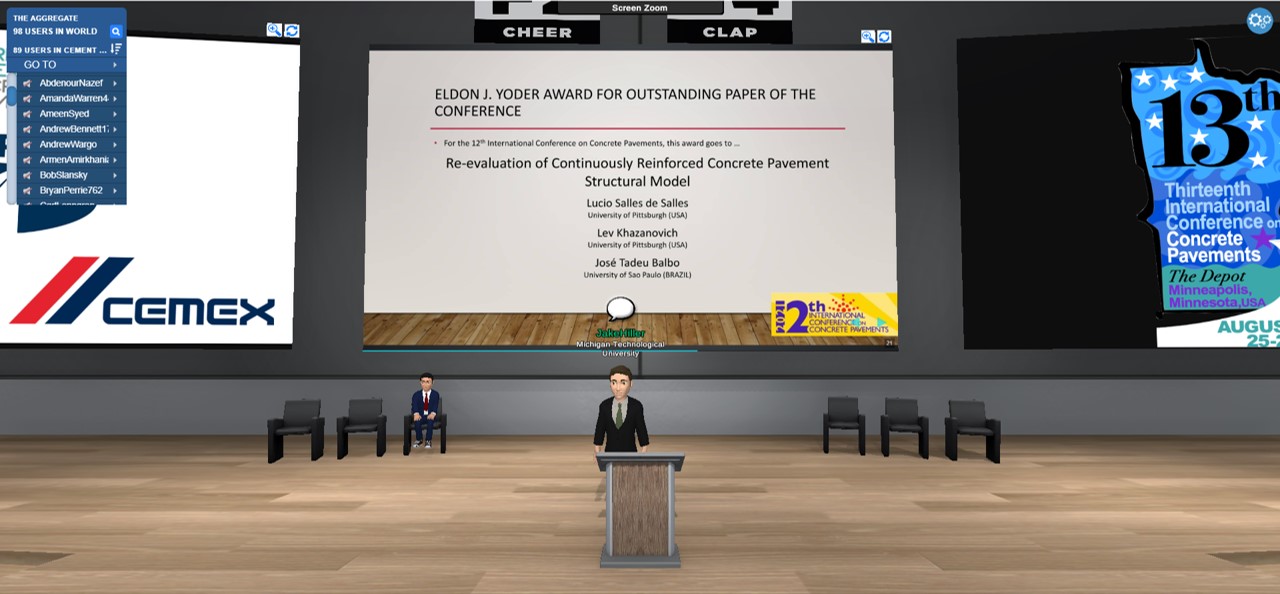 Screen Zoom
CHEER
CLAP
THE AGGREGATE
98 USERS IN WORLD
89 USERS IN CEMENT ...
GO TO
AbdenourNazef
AmandaWarren4
AmeenSyed
AndrewBennett17
AndrewWargo
ArmenAmirkhania
BobSlansky
BryanPerrie762
CEMEX
ELDON J. YODER AWARD FOR OUTSTANDING PAPER OF THE
CONFERENCE
• For the 12th International Conference on Concrete Pavements, this award goes to ...
Re-evaluation of Continuously Reinforced Concrete Pavement
Structural Model
Lucio Salles de Salles
University of Pittsburgh (USA)
Lev Khazanovich
University of Pittsburgh (USA)
José Tadeu Balbo
University of Sao Paulo (BRAZIL)
12th
INTERNATIONAL
CONFERENCE ON
CONCRETE PAVEMENTS
21
JakeHiller
Michigan Technological
University
13th
Thirteenth
International
Conference on
Concrete
Pavements
The Depot
Minneapolis,
Minnesota, USA
AUGUS
25-2